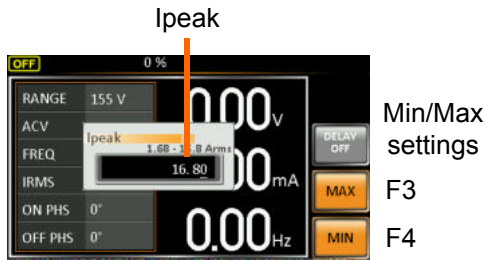 Ipeak
OFF 0 %
RANGE 155 V
0.00 V
ACV
Ipeak
1.68 - 8 Arms
16.80
FREQ
IRMS
00 mA
ON PHS 0°
OFF PHS 0°
0.00 Hz
DELAY OFF
MAX
MIN
Min/Max
settings
F3
F4